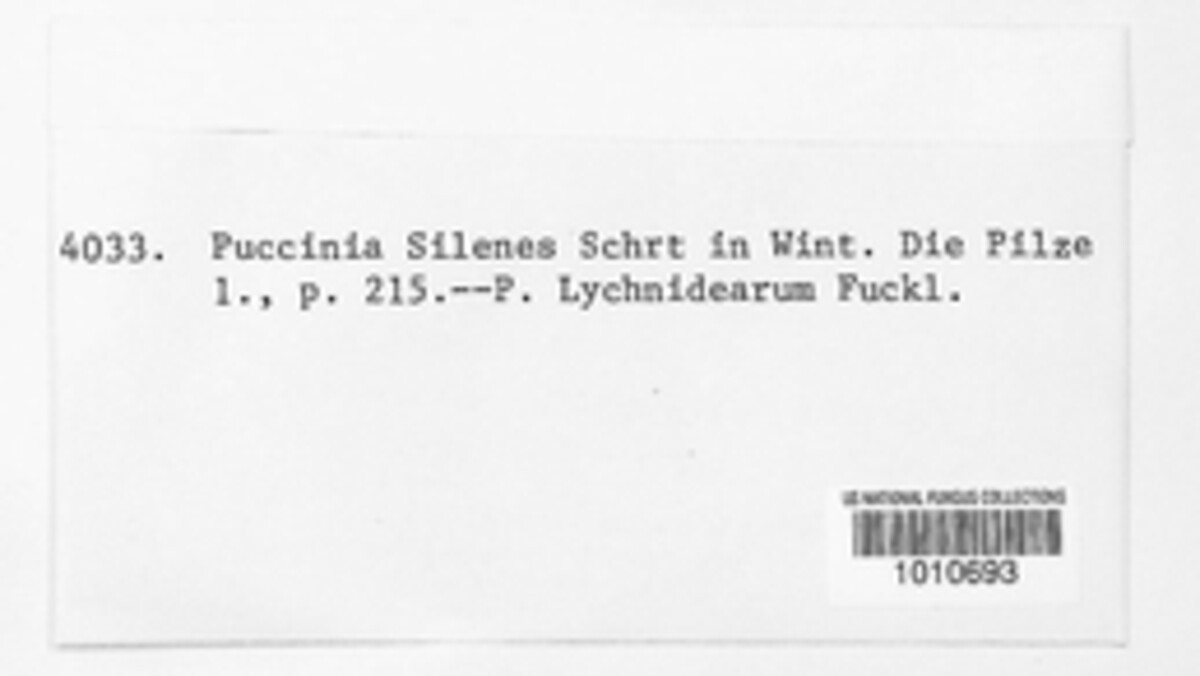 4033. Puccinia Silenes Schrt in Wint. Die Pilze
1., p. 215.--P. Lychnidearum Fuckl.
US NATIONAL FUNGUS COLLECTIONS
1010693